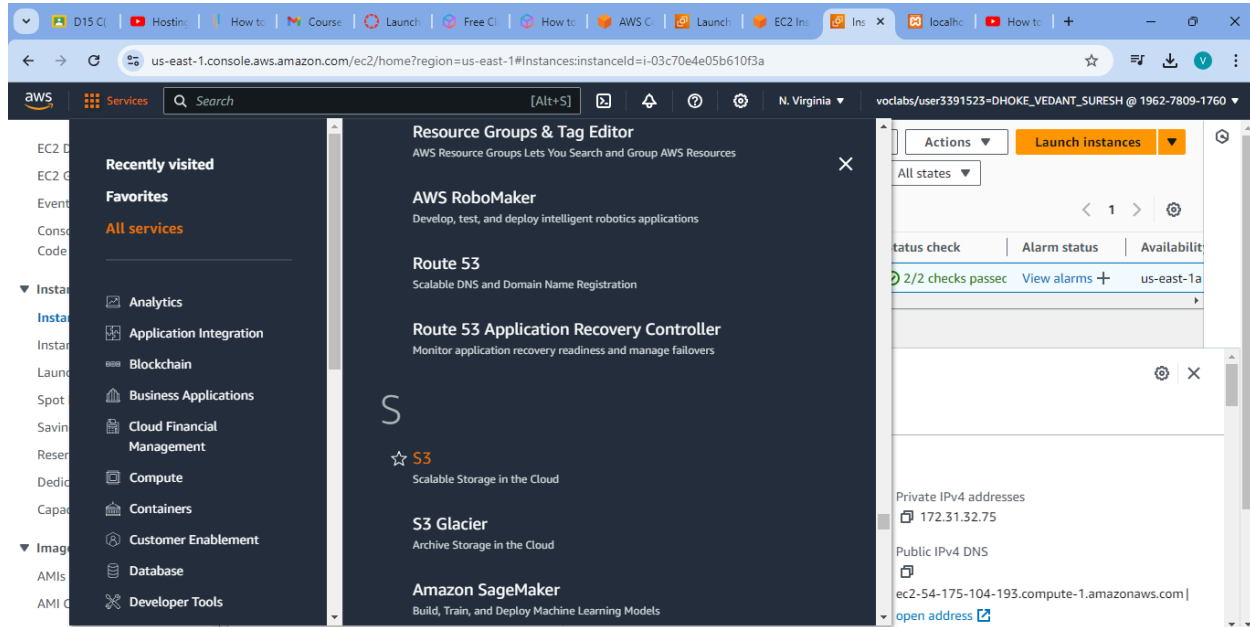 D15 C(
Hosting
How to
Course
Launch
Free Cl
How to
AWS C
Launch
EC2 Ins
Ins
localho
How to
us-east-1.console.aws.amazon.com/ec2/home?region=us-east-1#Instances:instanceId=i-03c70e4e05b610f3a
V
aws
Services
Search
[Alt+S]
N. Virginia
voclabs/user3391523=DHOKE_VEDANT_SURESH @ 1962-7809-1760
EC2 D
EC2 G
Event
Conso
Code
Instan
Instan
Instan
Launc
Spot
Savin
Reser
Dedic
Capac
Image
AMIs
AMI C
Recently visited
Favorites
All services
Analytics
Application Integration
Blockchain
Business Applications
Cloud Financial
Management
Compute
Containers
Customer Enablement
Database
Developer Tools
Resource Groups & Tag Editor
AWS Resource Groups Lets You Search and Group AWS Resources
AWS RoboMaker
Develop, test, and deploy intelligent robotics applications
Route 53
Scalable DNS and Domain Name Registration
Route 53 Application Recovery Controller
Monitor application recovery readiness and manage failovers
S
S3
Scalable Storage in the Cloud
S3 Glacier
Archive Storage in the Cloud
Amazon SageMaker
Build, Train, and Deploy Machine Learning Models
Actions
Launch instances
All states
1
tatus check
Alarm status
Availabilit
2/2 checks passec
View alarms
us-east-1a
Private IPv4 addresses
172.31.32.75
Public IPv4 DNS
ec2-54-175-104-193.compute-1.amazonaws.com |
open address